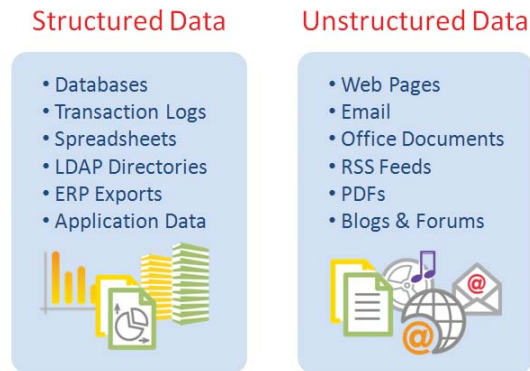 Structured Data
• Databases
• Transaction Logs
• Spreadsheets
• LDAP Directories
• ERP Exports
• Application Data
Unstructured Data
• Web Pages
• Email
• Office Documents
• RSS Feeds
• PDFs
• Blogs & Forums
@
@